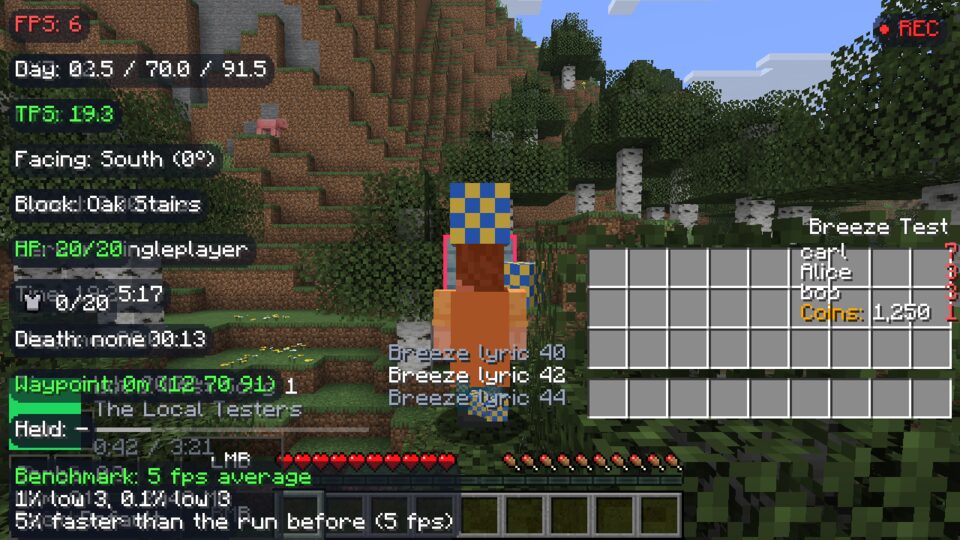 FPS: 6
REC
Day: 02.5 / 70.0 / 91.5
TPS: 19.3
Facing: South (0°)
Block: Oak Stairs
Breeze Test
HP: 20/20
ingleplayer
carl 7
Alice 3
bob
Coins: 1,250 1
0/20
5:17
Death: none
00:13
Breeze lyric 40
Breeze lyric 42
Breeze lyric 44
Waypoint: 0m (12 70 91)
1
The Local Testers
Held: —
0:42 / 3:21
LMB
Benchmark: 5 fps average
1% low 3, 0.1% low 3
5% faster than the run before (5 fps)